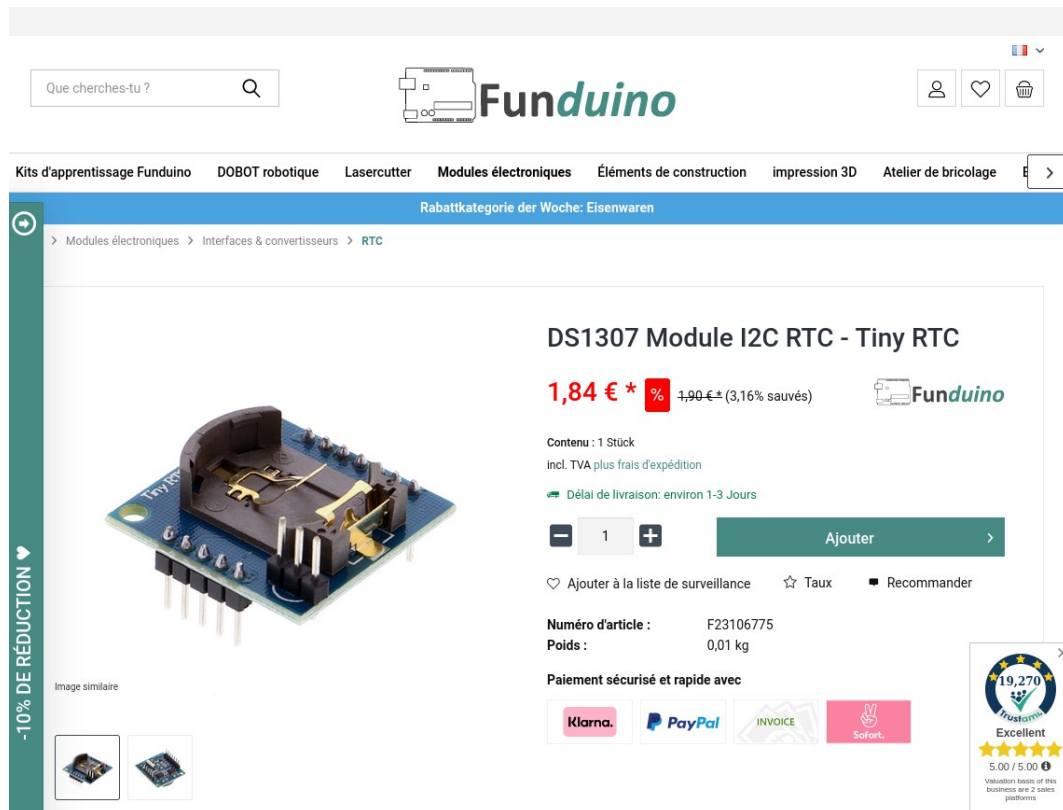 Que cherches-tu ?
Funduino
Kits d'apprentissage Funduino DOBOT robotique Lasercutter Modules électroniques Éléments de construction impression 3D Atelier de bricolage
Rabattkategorie der Woche: Eisenwaren
Modules électroniques Interfaces & convertisseurs RTC
-10% DE RÉDUCTION
DS1307 Module I2C RTC - Tiny RTC
1,84 € * % 1,90 € * (3,16% sauvés)
Funduino
Contenu : 1 Stück
incl. TVA plus frais d'expédition
Délai de livraison: environ 1-3 Jours
1
Ajouter
Ajouter à la liste de surveillance Taux Recommander
Numéro d'article : F23106775
Poids : 0,01 kg
Paiement sécurisé et rapide avec
Klarna. PayPal INVOICE Sofort.
Tiny RTC
Image similaire
19,270
Trustami
Excellent
5.00 / 5.00
Valuation basis of this
business are 2 sales
platforms